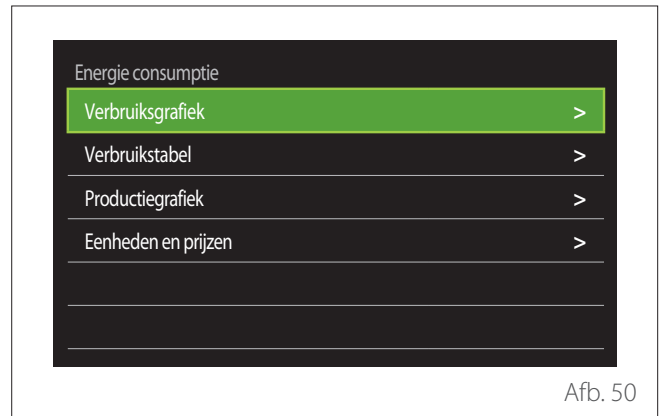 Energie consumptie
Verbruiksgrafiek >
Verbruikstabel >
Productiegrafiek >
Eenheden en prijzen >
Afb. 50